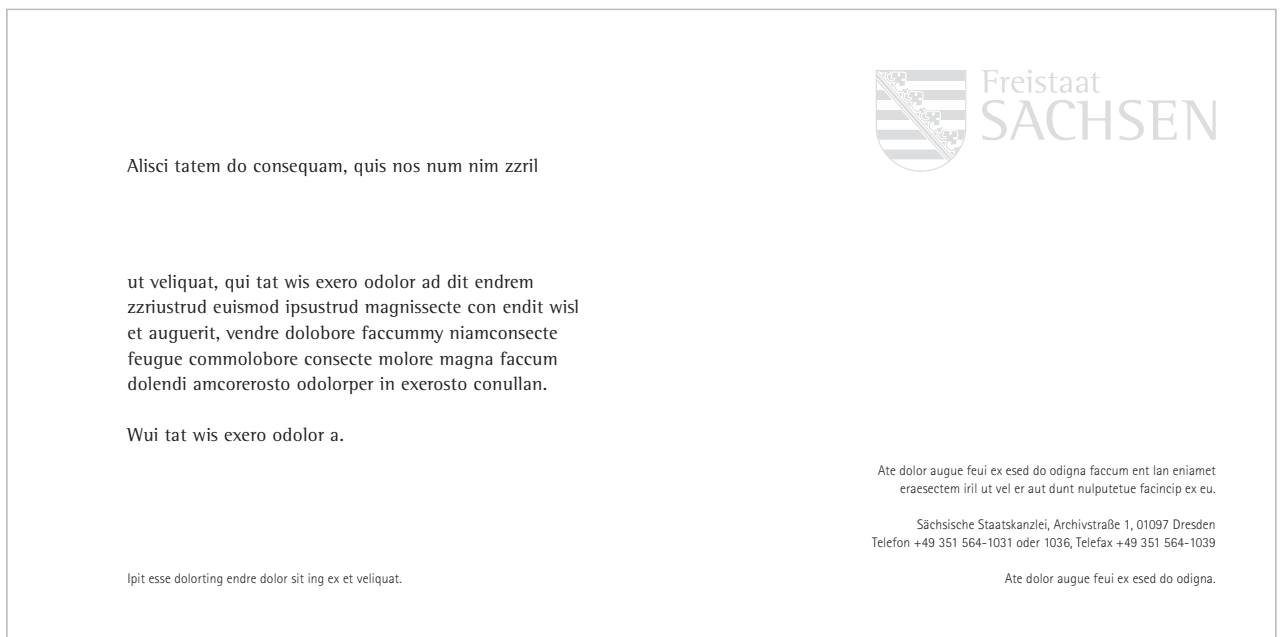 Freistaat
SACHSEN
Alisci tatem do consequam, quis nos num nim zzril
ut veliquat, qui tat wis exero odolor ad dit endrem
zzriustrud euismod ipsustrud magnissecte con endit wisl
et auguerit, vendre dolobore faccummy niamconsecte
feugue commolobore consecte molore magna faccum
dolendi amcorerosto odolorper in exerosto conullan.
Wui tat wis exero odolor a.
Ate dolor augue feui ex esed do odigna faccum ent lan eniamet
eraesectem iril ut vel er aut dunt nulputetue facincip ex eu.
Sächsische Staatskanzlei, Archivstraße 1, 01097 Dresden
Telefon +49 351 564-1031 oder 1036, Telefax +49 351 564-1039
Ipit esse dolorting endre dolor sit ing ex et veliquat.
Ate dolor augue feui ex esed do odigna.